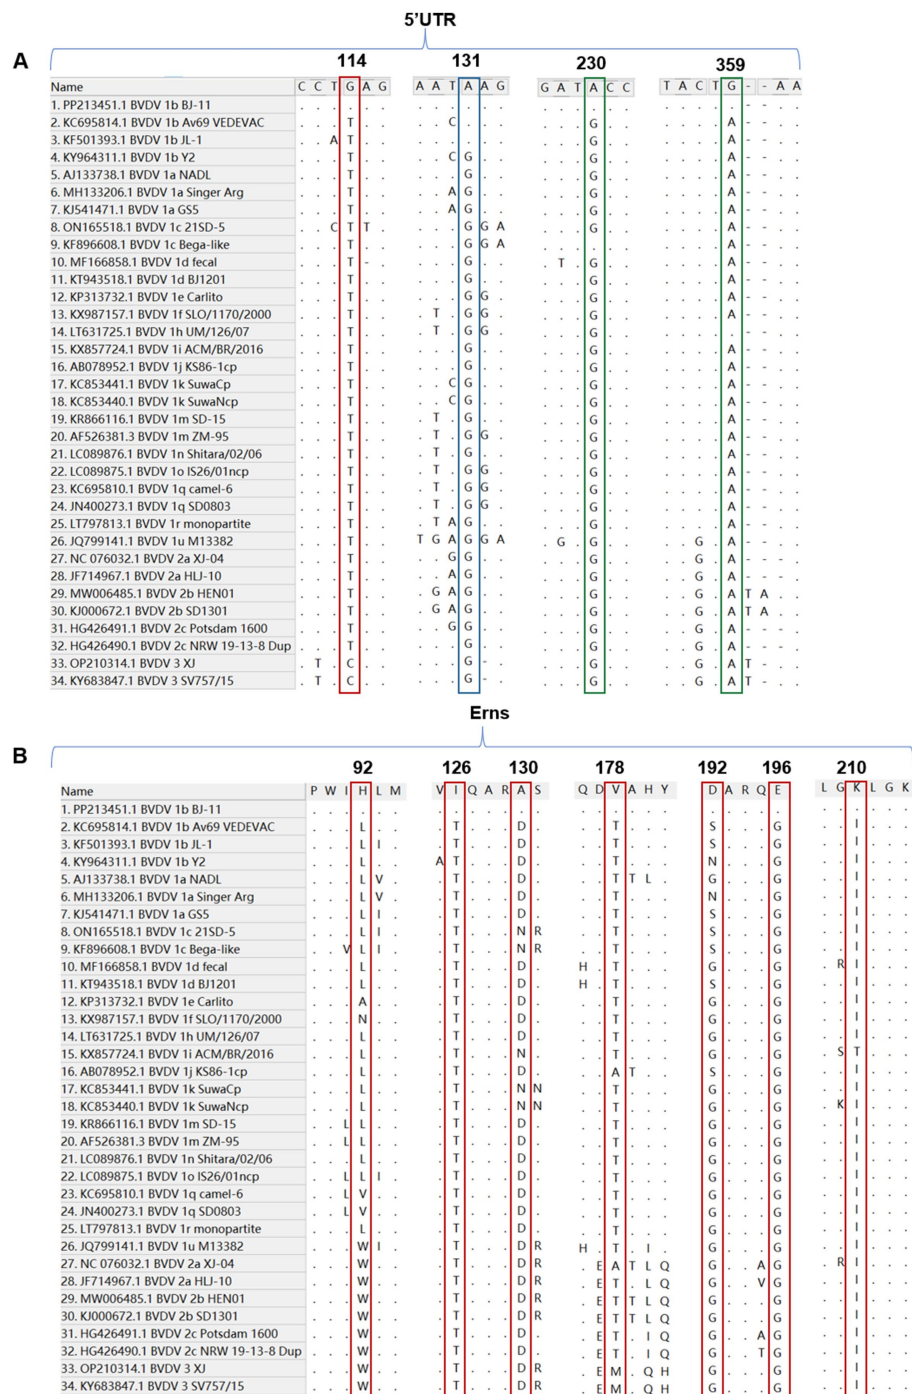 5'UTR
A
114 131 230 359
Name C C T G A G A A T A A G G A T A C C T A C T G - - A A
1. PP213451.1 BVDV 1b BJ-11 . . . . . . . . . . . . . . . . . . . . . . . - - . .
2. KC695814.1 BVDV 1b Av69 VEDEVAC . . . T . . . . C . . . . . . G . . . . . . A - - . .
3. KF501393.1 BVDV 1b JL-1 . . A T . . . . . . . . . . . . . . . . . . A - - . .
4. KY964311.1 BVDV 1b Y2 . . . T . . . . C G . . . . . . . . . . . . A - - . .
5. AJ133738.1 BVDV 1a NADL . . . T . . . . . G . . . . . . . . . . . . A - - . .
6. MH133206.1 BVDV 1a Singer Arg . . . T . . . . A G . . . . . . . . . . . . A - - . .
7. KJ541471.1 BVDV 1a GS5 . . . T . . . . A G . . . . . . . . . . . . A - - . .
8. ON165518.1 BVDV 1c 21SD-5 . . C T T . . . . G G A . . . G . . . . . . A - - . .
9. KF896608.1 BVDV 1c Bega-like . . . T . . . . . G G A . . . . . . . . . . A - - . .
10. MF166858.1 BVDV 1d fecal . . . T - . . . . G . . . T . G . . . . . . A - - . .
11. KT943518.1 BVDV 1d BJ1201 . . . T . . . . . G . . . . . G . . . . . . A - - . .
12. KP313732.1 BVDV 1e Carlito . . . T . . . . . G G . . . . G . . . . . . A - - . .
13. KX987157.1 BVDV 1f SLO/1170/2000 . . . T . . . T . G G . . . . G . . . . . . A - - . .
14. LT631725.1 BVDV 1h UM/126/07 . . . T . . . T . G G . . . . G . . . . . . . - - . .
15. KX857724.1 BVDV 1i ACM/BR/2016 . . . T . . . . . G . . . . . G . . . . . . A - - . .
16. AB078952.1 BVDV 1j KS86-1cp . . . T . . . . . G . . . . . G . . . . . . A - - . .
17. KC853441.1 BVDV 1k SuwaCp . . . T . . . . C G . . . . . G . . . . . . A - - . .
18. KC853440.1 BVDV 1k SuwaNcp . . . T . . . . C G . . . . . G . . . . . . A - - . .
19. KR866116.1 BVDV 1m SD-15 . . . T . . . T . G . . . . . G . . . . . . A - - . .
20. AF526381.3 BVDV 1m ZM-95 . . . T . . . T . G G . . . . G . . . . . . A - - . .
21. LC089876.1 BVDV 1n Shitara/02/06 . . . T . . . T . G . . . . . G . . . . . . A - - . .
22. LC089875.1 BVDV 1o IS26/01ncp . . . T . . . T . G G . . . . G . . . . . . A - - . .
23. KC695810.1 BVDV 1q camel-6 . . . T . . . T . G G . . . . G . . . . . . A - - . .
24. JN400273.1 BVDV 1q SD0803 . . . T . . . T . G G . . . . G . . . . . . A - - . .
25. LT797813.1 BVDV 1r monopartite . . . T . . . T A G . . . . . G . . . . . . A - - . .
26. JQ799141.1 BVDV 1u M13382 . . . T . . T G A G G A . G . G . . . . G . A - - . .
27. NC 076032.1 BVDV 2a XJ-04 . . . T . . . . G G . . . . . G . . . . G . A - - . .
28. JF714967.1 BVDV 2a HLJ-10 . . . T . . . . A G . . . . . G . . . . G . A - - . .
29. MW006485.1 BVDV 2b HEN01 . . . T . . . G A G . . . . . G . . . . G . A T A . .
30. KJ000672.1 BVDV 2b SD1301 . . . T . . . G A G . . . . . G . . . . G . A T A . .
31. HG426491.1 BVDV 2c Potsdam 1600 . . . T . . . . G G . . . . . G . . . . G . A - - . .
32. HG426490.1 BVDV 2c NRW 19-13-8 Dup . . . T . . . . . G . . . . . G . . . . G . A - - . .
33. OP210314.1 BVDV 3 XJ . T . C . . . . . G - . . . . G . . . . G . A T - . .
34. KY683847.1 BVDV 3 SV757/15 . T . C . . . . . G - . . . . G . . . . G . A T - . .
Erns
B
92 126 130 178 192 196 210
Name P W I H L M V I Q A R A S Q D V A H Y D A R Q E L G K L G K
1. PP213451.1 BVDV 1b BJ-11 . . . . . . . . . . . . . . . . . . . . . . . . . . . . . .
2. KC695814.1 BVDV 1b Av69 VEDEVAC . . . L . . . T . . . D . . . T . . . S . . . G . . I . . .
3. KF501393.1 BVDV 1b JL-1 . . . L I . . T . . . D . . . T . . . S . . . G . . I . . .
4. KY964311.1 BVDV 1b Y2 . . . L . . A T . . . D . . . T . . . N . . . G . . I . . .
5. AJ133738.1 BVDV 1a NADL . . . L V . . T . . . D . . . T T L . G . . . G . . I . . .
6. MH133206.1 BVDV 1a Singer Arg . . . L V . . T . . . D . . . T . . . N . . . G . . I . . .
7. KJ541471.1 BVDV 1a GS5 . . . L I . . T . . . D . . . T . . . S . . . G . . I . . .
8. ON165518.1 BVDV 1c 21SD-5 . . . L I . . T . . . N R . . T . . . S . . . G . . I . . .
9. KF896608.1 BVDV 1c Bega-like . . V L I . . T . . . N R . . T . . . S . . . G . . I . . .
10. MF166858.1 BVDV 1d fecal . . . L . . . T . . . D . H . T . . . G . . . G . R I . . .
11. KT943518.1 BVDV 1d BJ1201 . . . L . . . T . . . D . H . T . . . S . . . G . . I . . .
12. KP313732.1 BVDV 1e Carlito . . . A . . . T . . . D . . . T . . . G . . . G . . I . . .
13. KX987157.1 BVDV 1f SLO/1170/2000 . . . N . . . T . . . D . . . T . . . G . . . G . . I . . .
14. LT631725.1 BVDV 1h UM/126/07 . . . L . . . T . . . D . . . T . . . G . . . G . . I . . .
15. KX857724.1 BVDV 1i ACM/BR/2016 . . . L . . . T . . . N . . . T . . . G . . . G . S T . . .
16. AB078952.1 BVDV 1j KS86-1cp . . . L . . . T . . . D . . . A T . . S . . . G . . I . . .
17. KC853441.1 BVDV 1k SuwaCp . . . L . . . T . . . N N . . T . . . G . . . G . . I . . .
18. KC853440.1 BVDV 1k SuwaNcp . . . L . . . T . . . N N . . T . . . G . . . G . K I . . .
19. KR866116.1 BVDV 1m SD-15 . . L L . . . T . . . D . . . T . . . G . . . G . . I . . .
20. AF526381.3 BVDV 1m ZM-95 . . L L . . . T . . . D . . . T . . . G . . . G . . I . . .
21. LC089876.1 BVDV 1n Shitara/02/06 . . . L . . . T . . . D . . . T . . . G . . . G . . I . . .
22. LC089875.1 BVDV 1o IS26/01ncp . . L L I . . T . . . D . . . T . . . G . . . G . . I . . .
23. KC695810.1 BVDV 1q camel-6 . . L V . . . T . . . D . . . T . . . G . . . G . . I . . .
24. JN400273.1 BVDV 1q SD0803 . . L V . . . T . . . D . . . T . . . G . . . G . . I . . .
25. LT797813.1 BVDV 1r monopartite . . . L . . . T . . . D . . . T . . . G . . . G . . I . . .
26. JQ799141.1 BVDV 1u M13382 . . . W I . . T . . . D R H . T . I . G . . . G . . I . . .
27. NC 076032.1 BVDV 2a XJ-04 . . . W . . . T . . . D R . E A T L Q G . . A G . R I . . .
28. JF714967.1 BVDV 2a HLJ-10 . . . W . . . T . . . D R . E T . L Q G . . V G . . I . . .
29. MW006485.1 BVDV 2b HEN01 . . . W . . . T . . . D R . E T T L Q G . . . G . . I . . .
30. KJ000672.1 BVDV 2b SD1301 . . . W . . . T . . . D R . E T T L Q G . . . G . . I . . .
31. HG426491.1 BVDV 2c Potsdam 1600 . . . W . . . T . . . D . . E T . I Q G . . A G . . I . . .
32. HG426490.1 BVDV 2c NRW 19-13-8 Dup . . . W . . . T . . . D . . E T . I Q G . . T G . . I . . .
33. OP210314.1 BVDV 3 XJ . . . W . . . T . . . D R . E M . Q H G . . . G . . I . . .
34. KY683847.1 BVDV 3 SV757/15 . . . W . . . T . . . D R . E M . Q H G . . . G . . I . . .